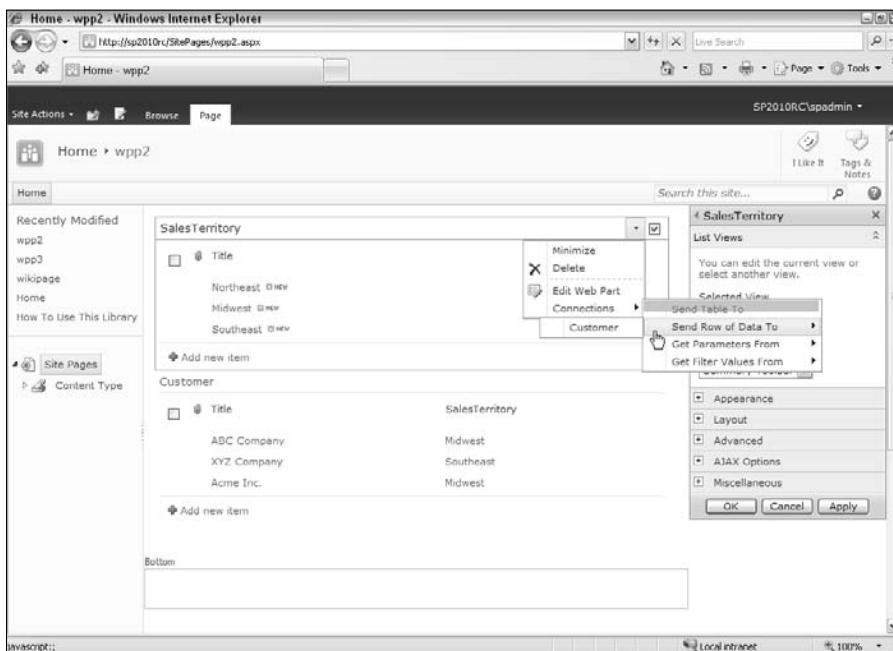 Home - wpp2 - Windows Internet Explorer
http://sp2010rc/SitePages/wpp2.aspx
Live Search
Home - wpp2
Page
Tools
SP2010RC\spadmin
Site Actions
Browse
Page
Home wpp2
I Like It
Tags & Notes
Home
Search this site...
Recently Modified
wpp2
wpp3
wikipage
Home
How To Use This Library
Site Pages
Content Type
SalesTerritory
Title
Northeast NEW
Midwest NEW
Southeast NEW
Add new item
Minimize
Delete
Edit Web Part
Connections
Customer
Send Table To
Send Row of Data To
Get Parameters From
Get Filter Values From
SalesTerritory
List Views
You can edit the current view or
select another view.
Selected View
Summary Toolbar
Appearance
Layout
Advanced
AJAX Options
Miscellaneous
OK Cancel Apply
Customer
Title SalesTerritory
ABC Company Midwest
XYZ Company Southeast
Acme Inc. Midwest
Add new item
Bottom
javascript:;
Local intranet
100%